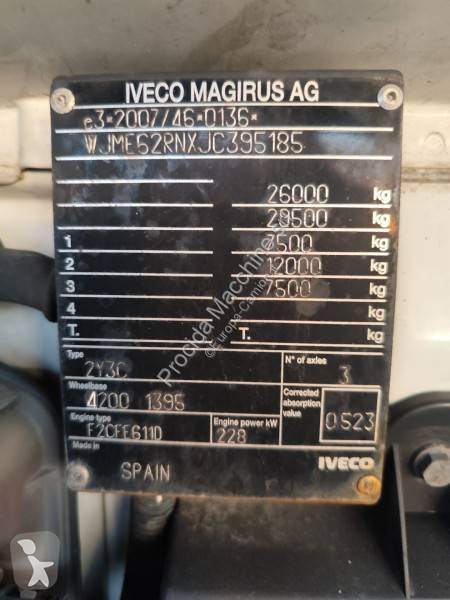 IVECO MAGIRUS AG
e3*2007/46*0136*
WJME62RNXJC395185
26000 kg
28500 kg
1 7500 kg
2 12000 kg
3 7500 kg
4 kg
T. T. kg
Type 2Y3C N° of axles 3
Wheelbase 4200 1395 Corrected absorption value 0.523
Engine type F2CFE611D Engine power kW 228
Made in SPAIN IVECO
Procida Macchine
© Europa-Camiones